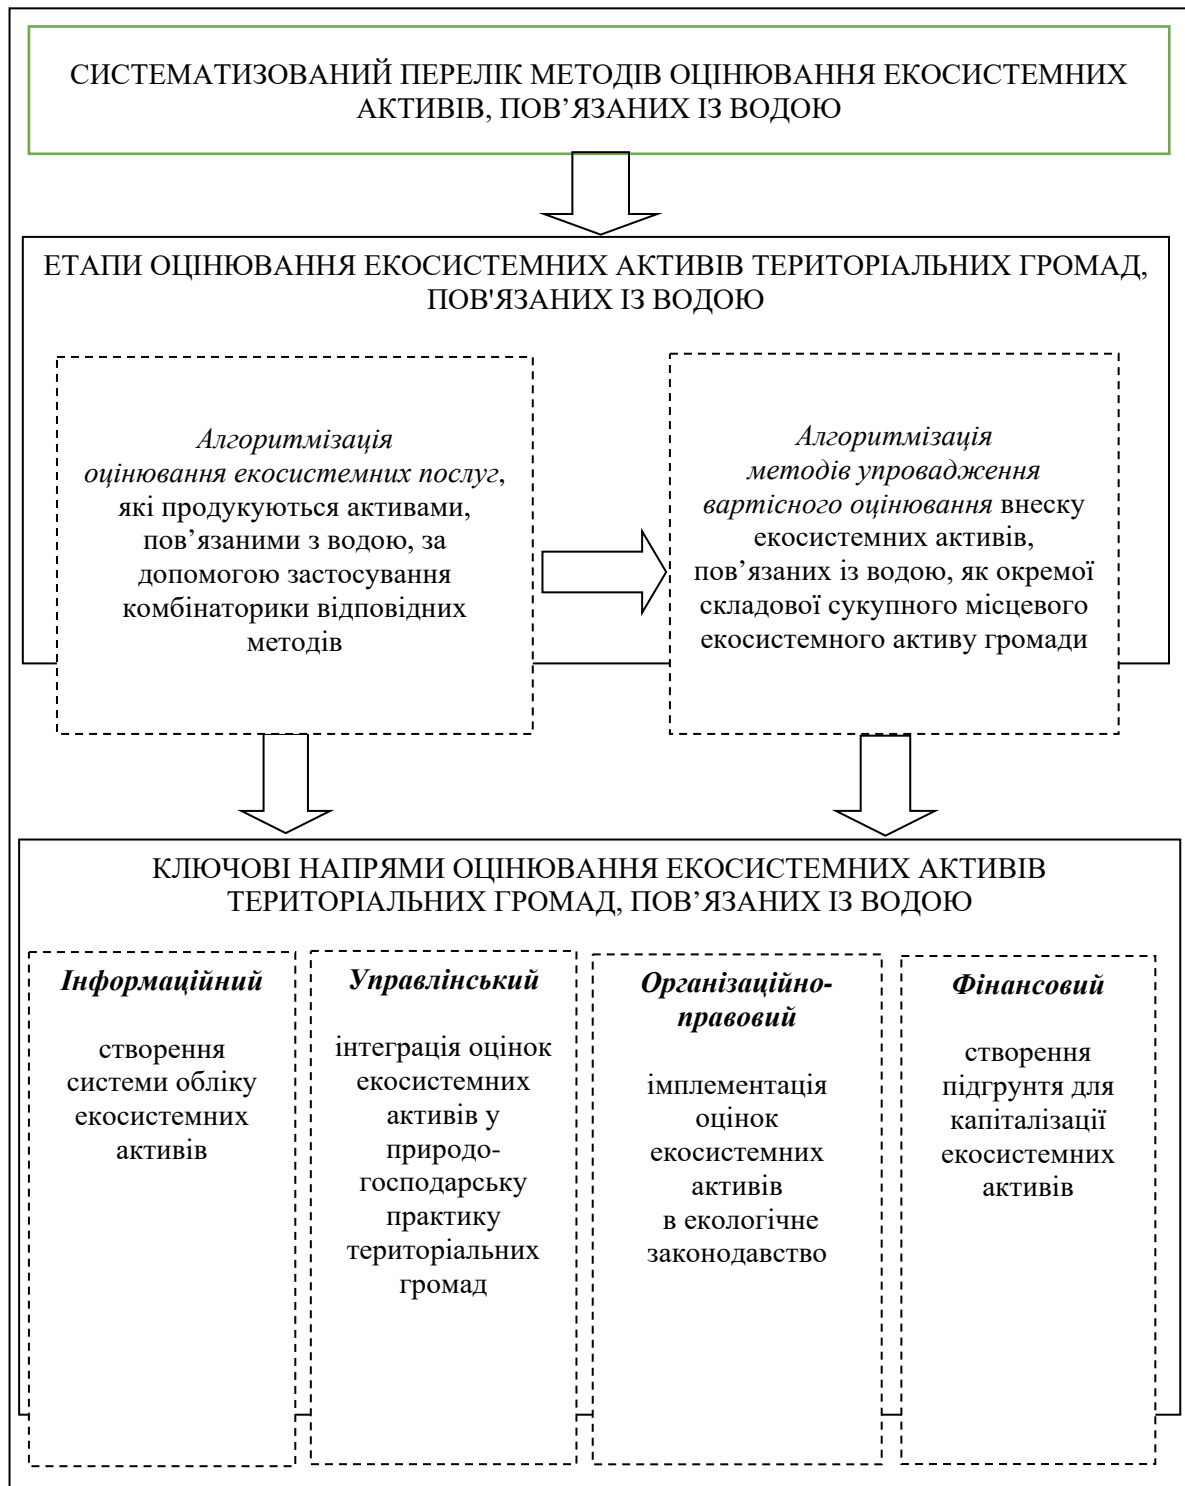 СИСТЕМАТИЗОВАНИЙ ПЕРЕЛІК МЕТОДІВ ОЦІНЮВАННЯ ЕКОСИСТЕМНИХ
АКТИВІВ, ПОВ’ЯЗАНИХ ІЗ ВОДОЮ
ЕТАПИ ОЦІНЮВАННЯ ЕКОСИСТЕМНИХ АКТИВІВ ТЕРИТОРІАЛЬНИХ ГРОМАД,
ПОВ'ЯЗАНИХ ІЗ ВОДОЮ
Алгоритмізація
оцінювання екосистемних послуг,
які продукуються активами,
пов’язаними з водою, за
допомогою застосування
комбінаторики відповідних
методів
Алгоритмізація
методів упровадження
вартісного оцінювання внеску
екосистемних активів,
пов’язаних із водою, як окремої
складової сукупного місцевого
екосистемного активу громади
КЛЮЧОВІ НАПРЯМИ ОЦІНЮВАННЯ ЕКОСИСТЕМНИХ АКТИВІВ
ТЕРИТОРІАЛЬНИХ ГРОМАД, ПОВ’ЯЗАНИХ ІЗ ВОДОЮ
Інформаційний
створення
системи обліку
екосистемних
активів
Управлінський
інтеграція оцінок
екосистемних
активів у
природо-
господарську
практику
територіальних
громад
Організаційно-
правовий
імплементація
оцінок
екосистемних
активів
в екологічне
законодавство
Фінансовий
створення
підгрунтя для
капіталізації
екосистемних
активів